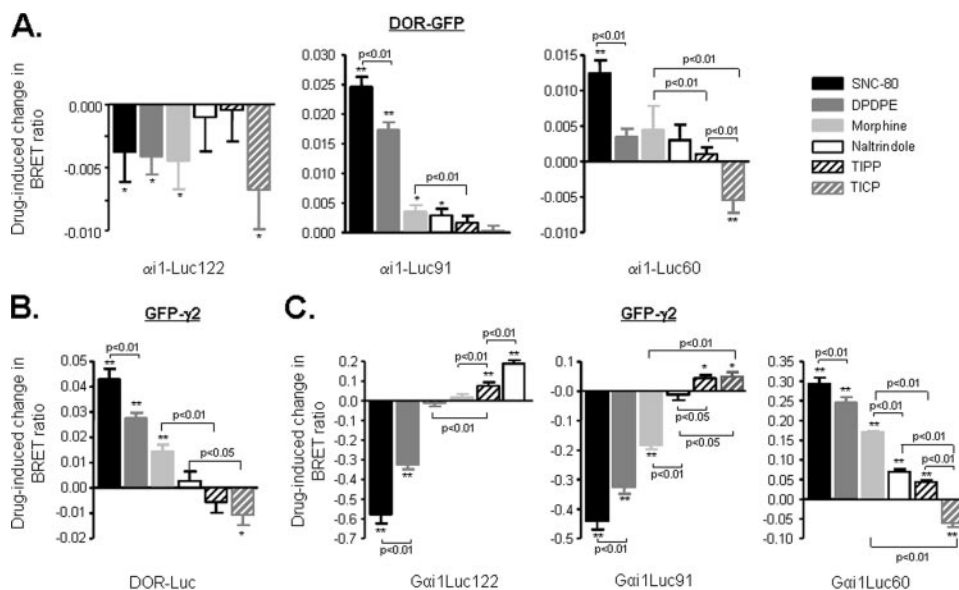 A.
DOR-GFP
Drug-induced change in
BRET ratio
0.000
-0.005
-0.010
*
*
*
*
αi1-Luc122
0.030
0.025
0.020
0.015
0.010
0.005
0.000
p<0.01
**
**
p<0.01
*
*
αi1-Luc91
0.015
0.010
0.005
0.000
-0.005
-0.010
p<0.01
**
p<0.01
p<0.01
p<0.01
**
αi1-Luc60
SNC-80
DPDPE
Morphine
Naltrindole
TIPP
TICP
B.
GFP-γ2
Drug-induced change in
BRET ratio
0.05
0.04
0.03
0.02
0.01
0.00
-0.01
-0.02
p<0.01
**
**
**
p<0.01
p<0.05
*
DOR-Luc
C.
GFP-γ2
Drug-induced change in
BRET ratio
0.2
0.1
-0.0
-0.1
-0.2
-0.3
-0.4
-0.5
-0.6
-0.7
p<0.01
p<0.01
**
**
p<0.01
**
**
p<0.01
Gαi1Luc122
0.1
-0.0
-0.1
-0.2
-0.3
-0.4
-0.5
p<0.01
*
*
p<0.05
p<0.05
**
p<0.01
**
**
p<0.01
Gαi1Luc91
0.35
0.30
0.25
0.20
0.15
0.10
0.05
0.00
-0.05
-0.10
p<0.01
**
**
p<0.01
**
p<0.01
p<0.01
p<0.01
**
**
**
p<0.01
Gαi1Luc60